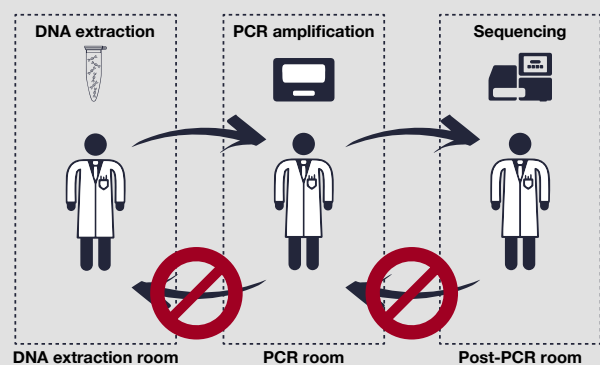 DNA extraction
PCR amplification
Sequencing
DNA extraction room
PCR room
Post-PCR room